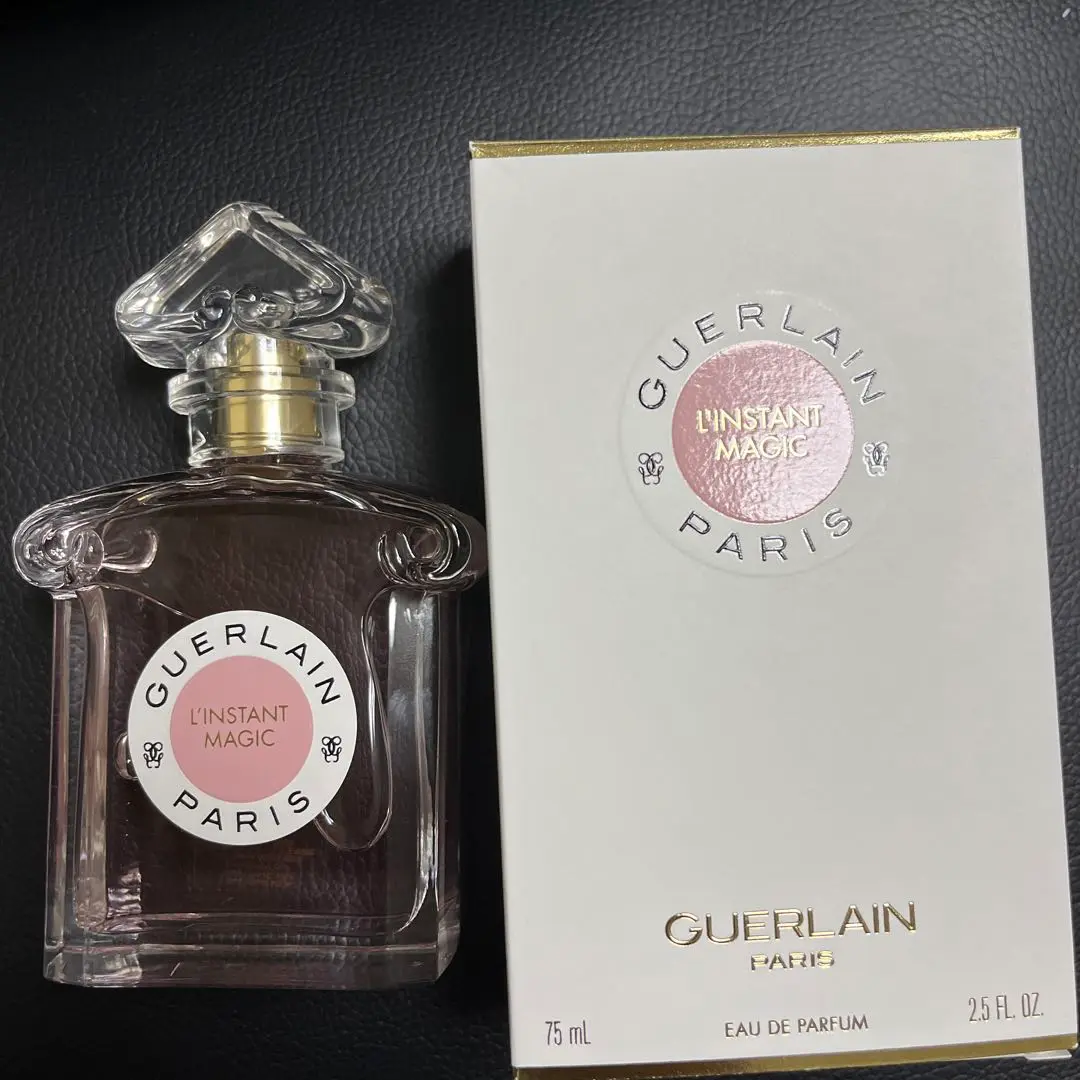 GUERLAIN
L'INSTANT
MAGIC
PARIS
GUERLAIN
L'INSTANT
MAGIC
PARIS
GUERLAIN
PARIS
75 mL
EAU DE PARFUM
2.5 FL. OZ.